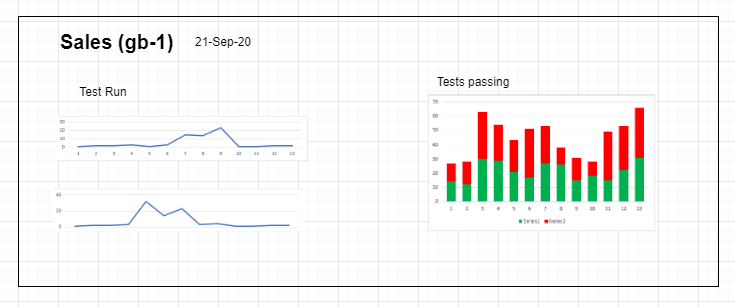 Sales (gb-1) 21-Sep-20
Test Run
30
20
10
0
1 2 3 4 5 6 7 8 9 10 11 12 13
40
20
0
Tests passing
70
60
50
40
30
20
10
0
1 2 3 4 5 6 7 8 9 10 11 12 13
Series1 Series2